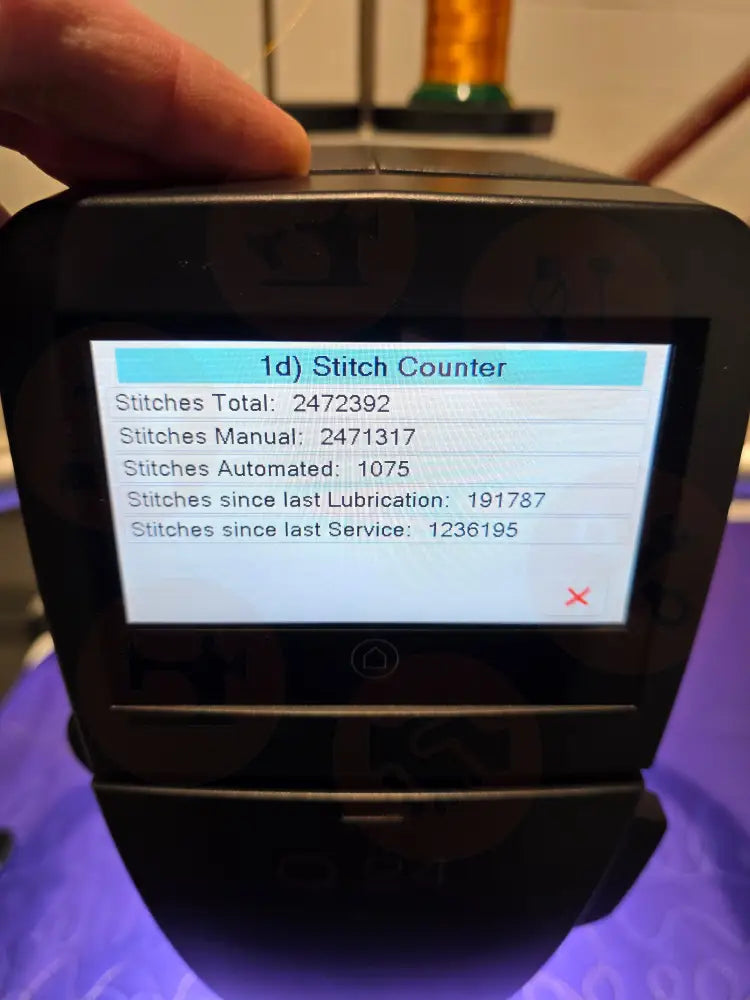 1d) Stitch Counter
Stitches Total: 2472392
Stitches Manual: 2471317
Stitches Automated: 1075
Stitches since last Lubrication: 191787
Stitches since last Service: 1236195